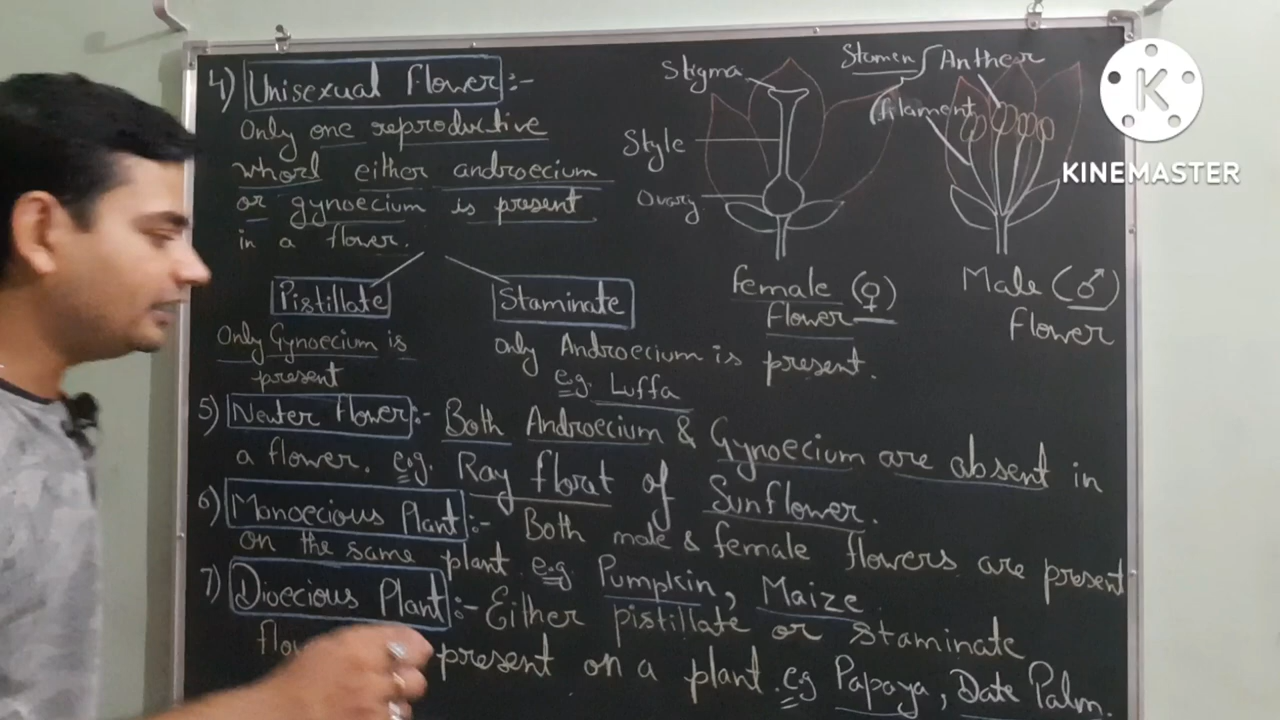 4) Unisexual Flower :-
Only one reproductive
whorl either androecium
or gynoecium is present
in a flower.
Pistillate
Staminate
Only Gynoecium is
present
Only Androecium is present.
e.g. Luffa
Stigma
Style
Ovary
Female (♀)
flower
Stamen
Anther
filament
Male (♂)
flower
5) Neuter flower :- Both Androecium & Gynoecium are absent in
a flower. e.g. Ray florat of Sunflower.
6) Monoecious Plant :- Both male & female flowers are present
on the same plant e.g. Pumpkin, Maize
7) Dioecious Plant :- Either pistillate or staminate
present on a plant. eg Papaya, Date Palm.
K
KINEMASTER